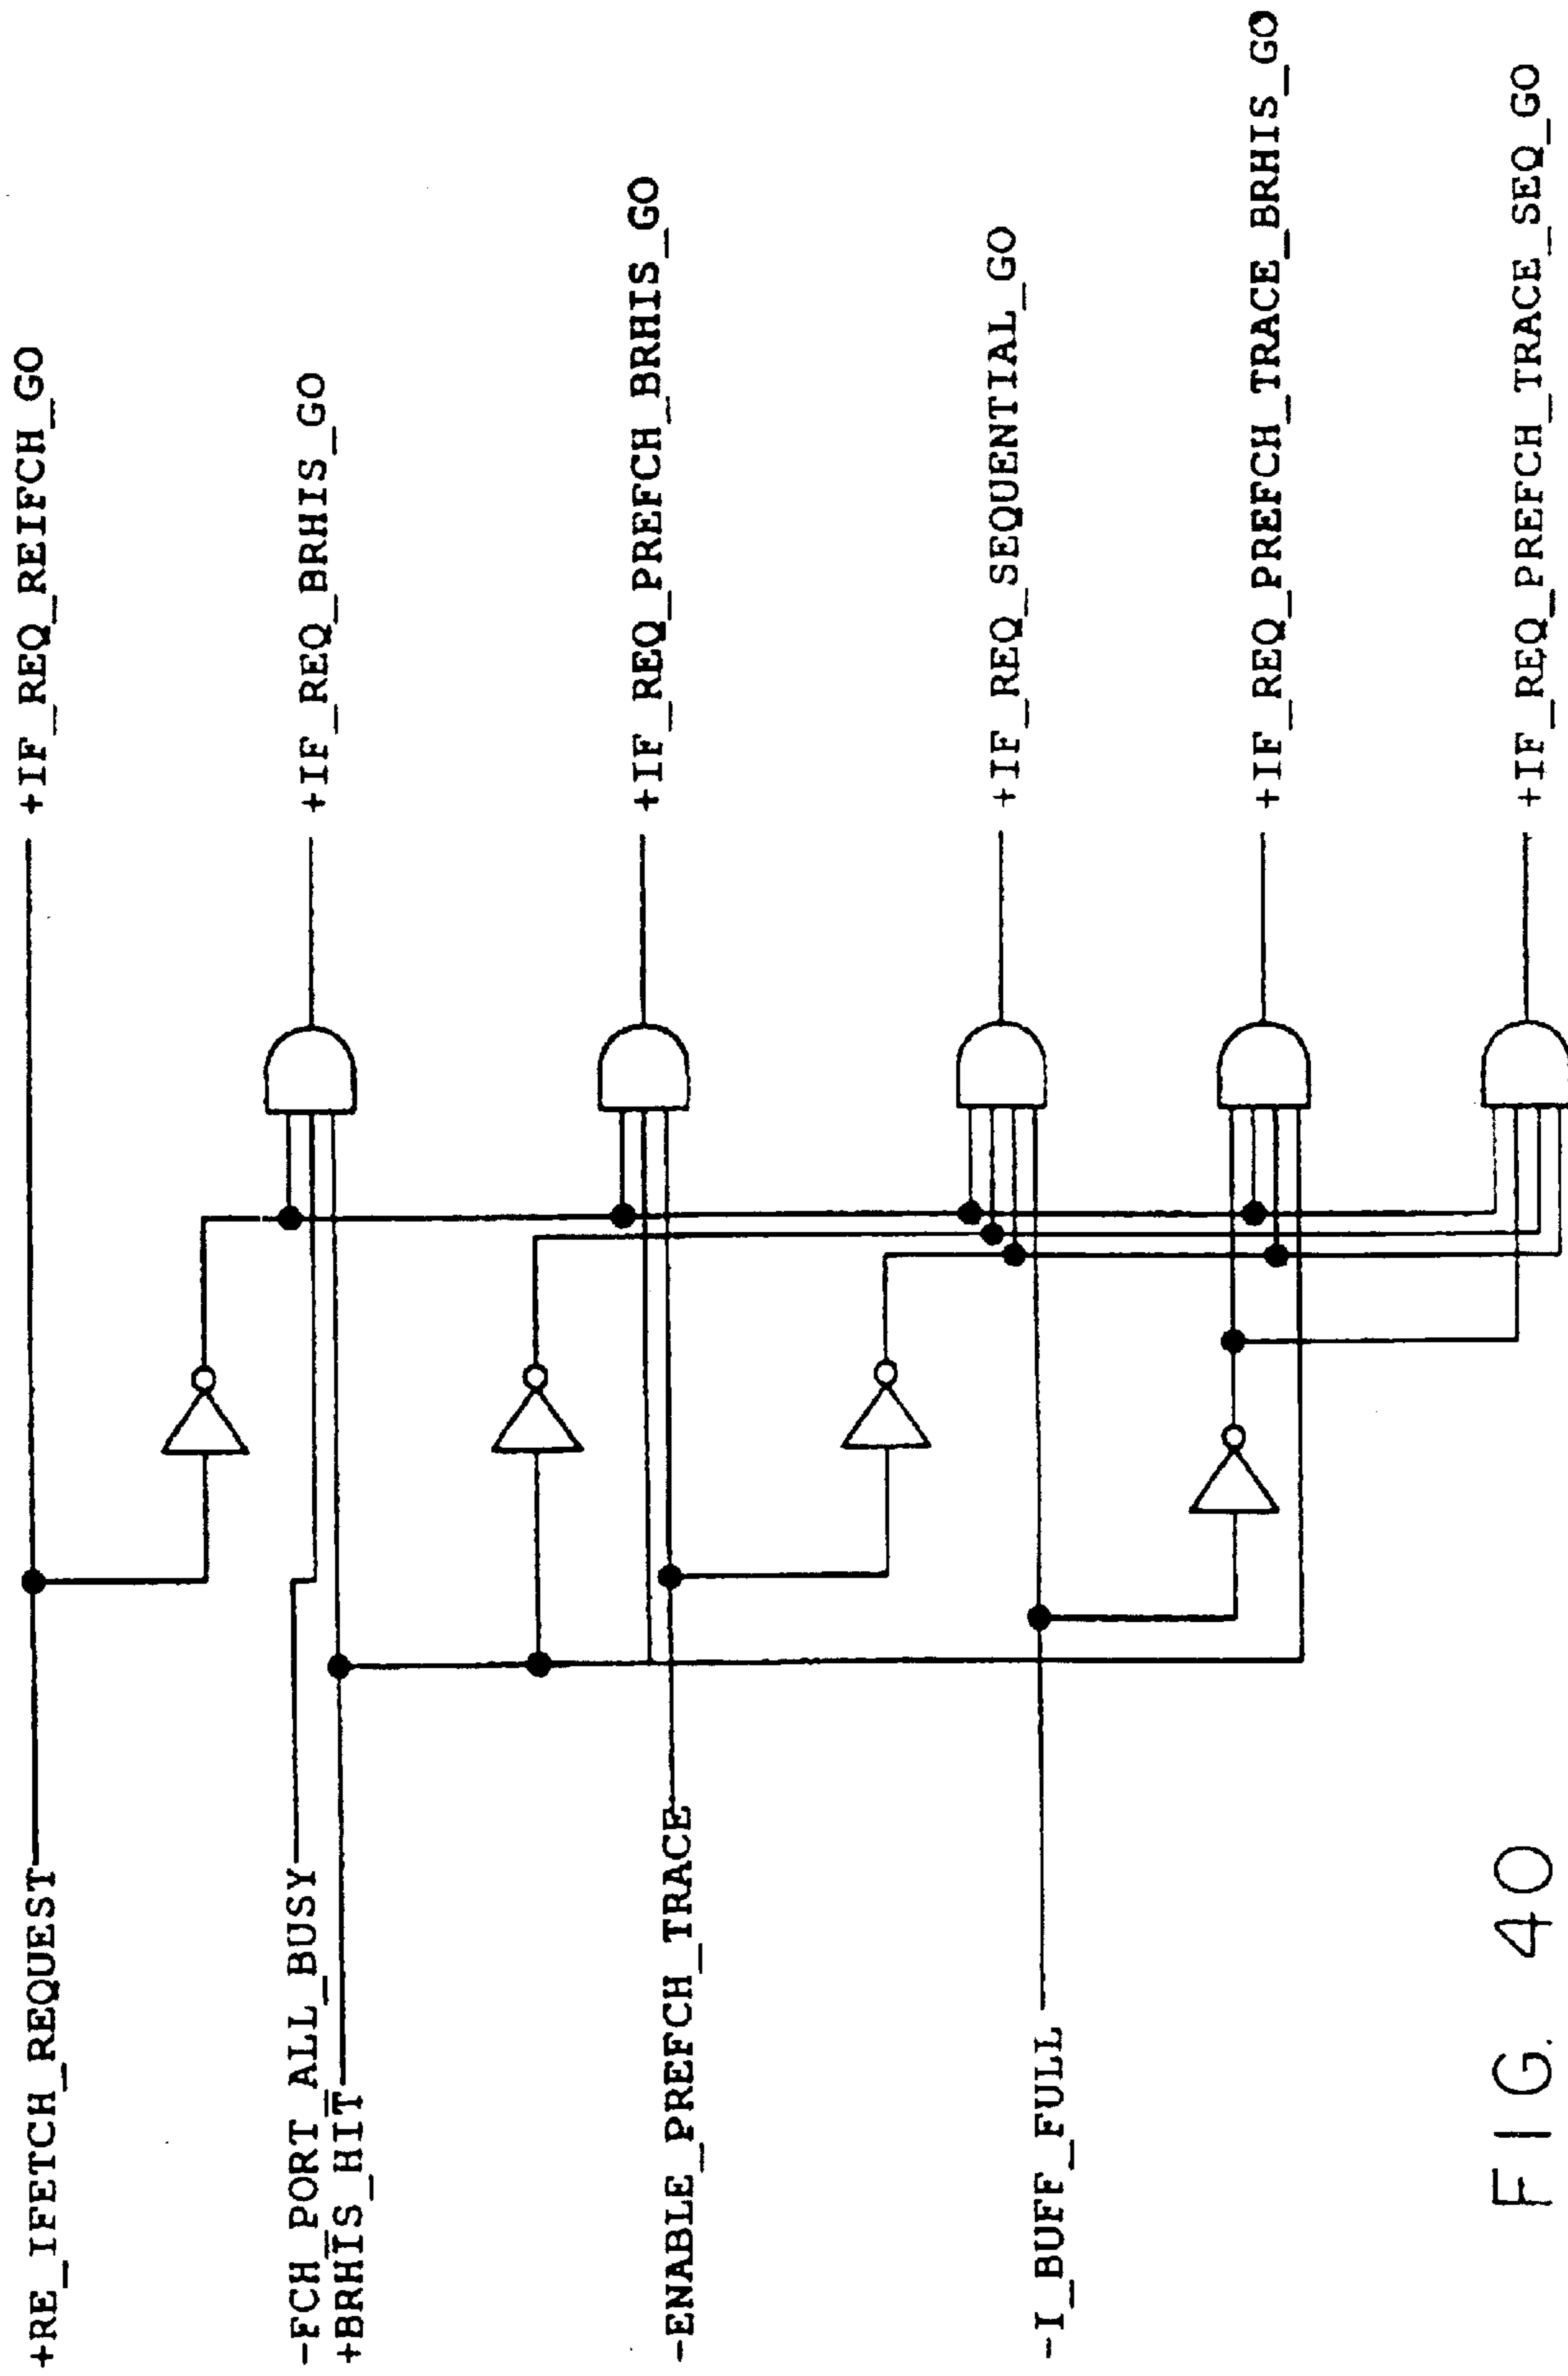 +RE_IFETCH_REQUEST
+IF_REQ_REIFCH_GO
-FCH_PORT_ALL_BUSY
+BRHIS_HIT
+IF_REQ_BRHIS_GO
-ENABLE_PREFCH_TRACE
+IF_REQ_PREFCH_BRHIS_GO
-I_BUFF_FULL
+IF_REQ_SEQUENTIAL_GO
+IF_REQ_PREFCH_TRACE_BRHIS_GO
+IF_REQ_PREFCH_TRACE_SEQ_GO
FIG. 40